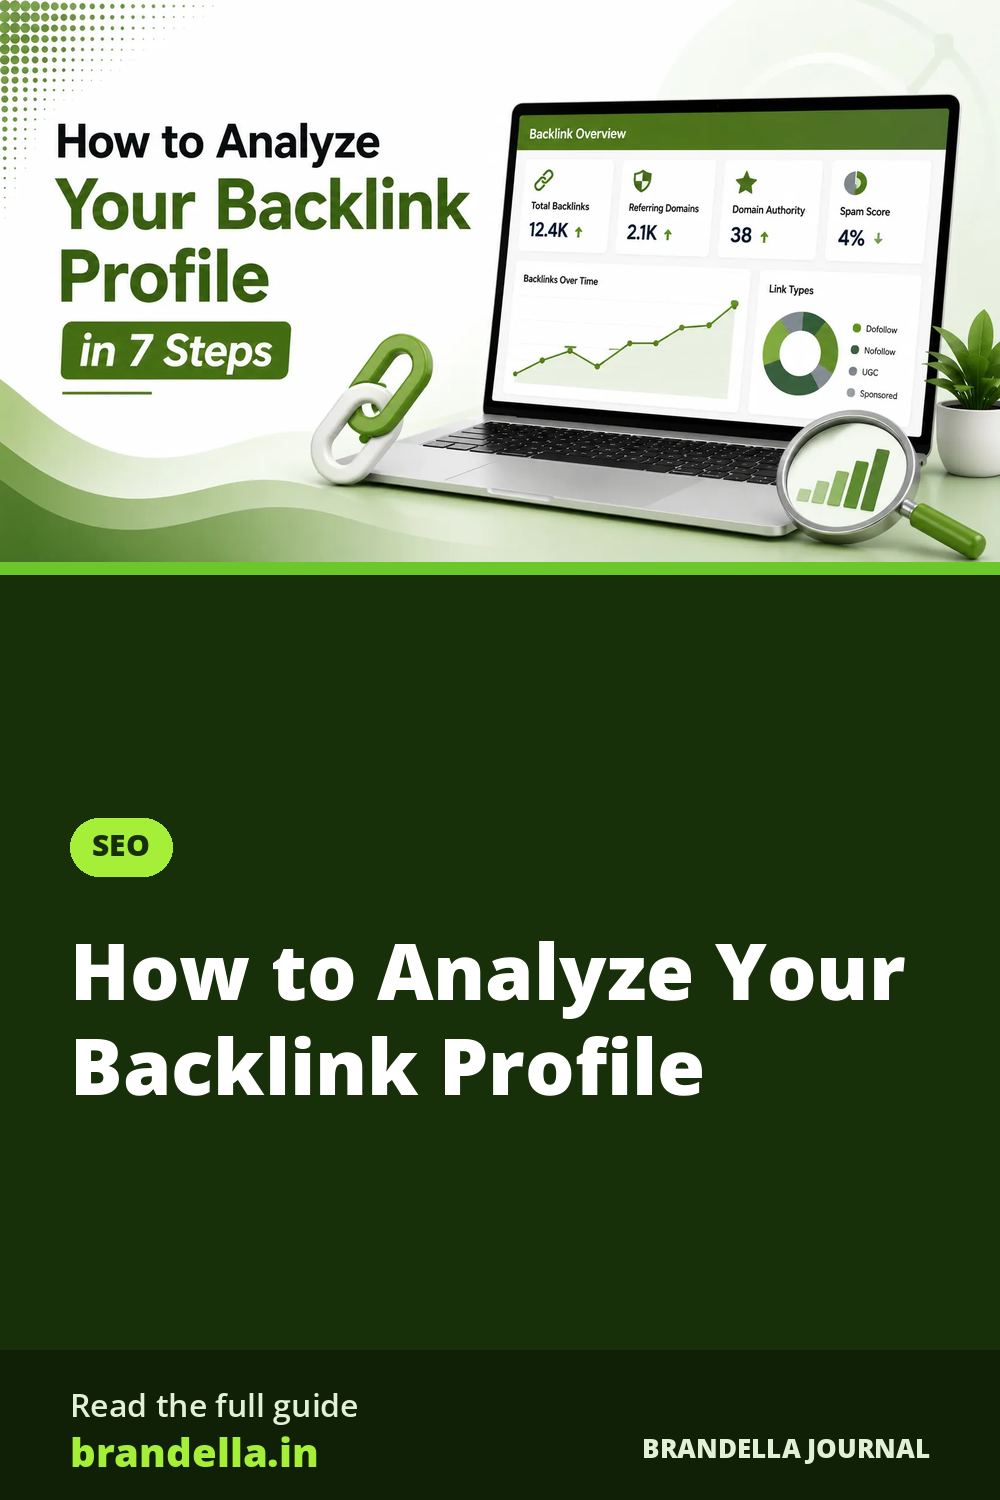 How to Analyze
Your Backlink
Profile
in 7 Steps
Backlink Overview
Total Backlinks
12.4K
Referring Domains
2.1K
Domain Authority
38
Spam Score
4%
Backlinks Over Time
Link Types
Dofollow
Nofollow
UGC
Sponsored
SEO
How to Analyze Your
Backlink Profile
Read the full guide
brandella.in
BRANDELLA JOURNAL